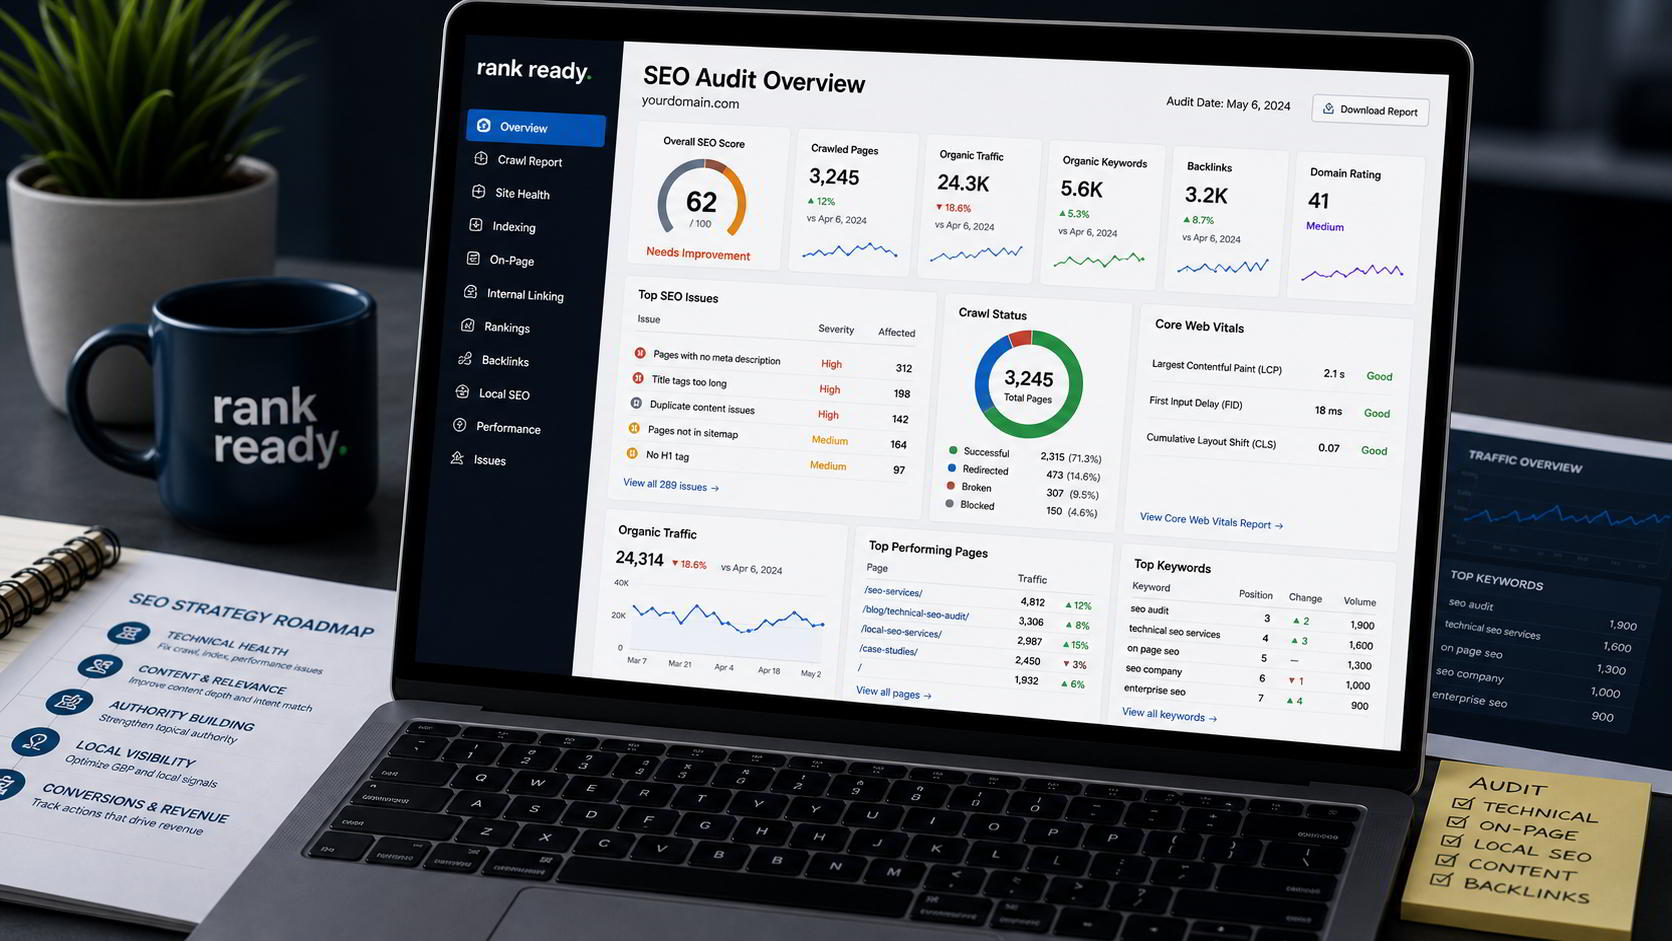 rank ready.
Overview
Crawl Report
Site Health
Indexing
On-Page
Internal Linking
Rankings
Backlinks
Local SEO
Performance
Issues
SEO Audit Overview
yourdomain.com
Audit Date: May 6, 2024
Download Report
Overall SEO Score
62
/ 100
Needs Improvement
Crawled Pages
3,245
▲ 12%
vs Apr 6, 2024
Organic Traffic
24.3K
▼ 18.6%
vs Apr 6, 2024
Organic Keywords
5.6K
▲ 5.3%
vs Apr 6, 2024
Backlinks
3.2K
▲ 8.7%
vs Apr 6, 2024
Domain Rating
41
Medium
Top SEO Issues
Issue Severity Affected
Pages with no meta description High 312
Title tags too long High 198
Duplicate content issues High 142
Pages not in sitemap Medium 164
No H1 tag Medium 97
View all 289 issues →
Crawl Status
3,245
Total Pages
Successful 2,315 (71.3%)
Redirected 473 (14.6%)
Broken 307 (9.5%)
Blocked 150 (4.6%)
Core Web Vitals
Largest Contentful Paint (LCP) 2.1 s Good
First Input Delay (FID) 18 ms Good
Cumulative Layout Shift (CLS) 0.07 Good
View Core Web Vitals Report →
Organic Traffic
24,314 ▼ 18.6% vs Apr 6, 2024
40K
20K
0
Mar 7 Mar 21 Apr 4 Apr 18 May 2
Top Performing Pages
Page Traffic
/seo-services/ 4,812 ▲ 12%
/blog/technical-seo-audit/ 3,306 ▲ 8%
/local-seo-services/ 2,987 ▲ 15%
/case-studies/ 2,450 ▼ 3%
/ 1,932 ▲ 6%
View all pages →
Top Keywords
Keyword Position Change Volume
seo audit 3 ▲ 2 1,900
technical seo services 4 ▲ 3 1,600
on page seo 5 — 1,300
seo company 6 ▼ 1 1,000
enterprise seo 7 ▲ 4 900
View all keywords →
rank
ready.
SEO STRATEGY ROADMAP
TECHNICAL HEALTH
Fix crawl, index, performance issues
CONTENT & RELEVANCE
Improve content depth and intent match
AUTHORITY BUILDING
Strengthen topical authority
LOCAL VISIBILITY
Optimize GBP and local signals
CONVERSIONS & REVENUE
Track actions that drive revenue
TRAFFIC OVERVIEW
TOP KEYWORDS
seo audit 1,900
technical seo services 1,600
on page seo 1,300
seo company 1,000
enterprise seo 900
AUDIT
☑ TECHNICAL
☑ ON-PAGE
☑ LOCAL SEO
☑ CONTENT
☑ BACKLINKS
Q W E R T Y Y U I O P
A S D F G H H J K L
Z X C V B B N M